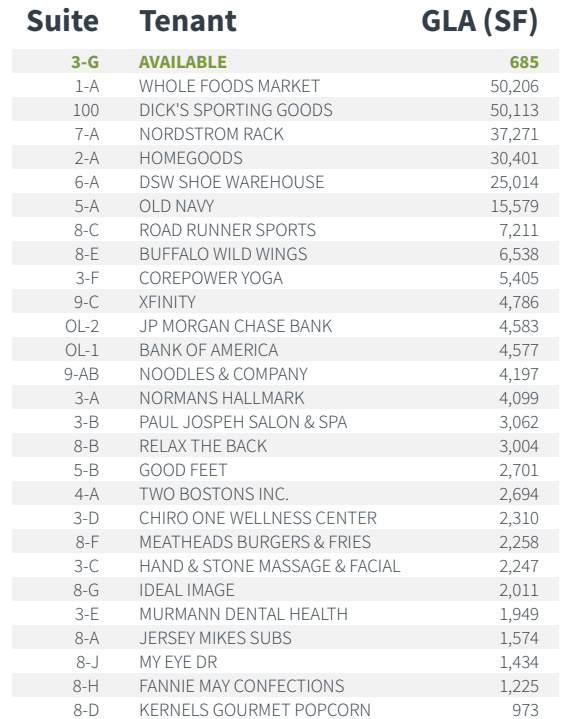 Suite Tenant GLA (SF)
3-G AVAILABLE 685
1-A WHOLE FOODS MARKET 50,206
100 DICK'S SPORTING GOODS 50,113
7-A NORDSTROM RACK 37,271
2-A HOMEGOODS 30,401
6-A DSW SHOE WAREHOUSE 25,014
5-A OLD NAVY 15,579
8-C ROAD RUNNER SPORTS 7,211
8-E BUFFALO WILD WINGS 6,538
3-F COREPOWER YOGA 5,405
9-C XFINITY 4,786
OL-2 JP MORGAN CHASE BANK 4,583
OL-1 BANK OF AMERICA 4,577
9-AB NOODLES & COMPANY 4,197
3-A NORMANS HALLMARK 4,099
3-B PAUL JOSPEH SALON & SPA 3,062
8-B RELAX THE BACK 3,004
5-B GOOD FEET 2,701
4-A TWO BOSTONS INC. 2,694
3-D CHIRO ONE WELLNESS CENTER 2,310
8-F MEATHEADS BURGERS & FRIES 2,258
3-C HAND & STONE MASSAGE & FACIAL 2,247
8-G IDEAL IMAGE 2,011
3-E MURMANN DENTAL HEALTH 1,949
8-A JERSEY MIKES SUBS 1,574
8-J MY EYE DR 1,434
8-H FANNIE MAY CONFECTIONS 1,225
8-D KERNELS GOURMET POPCORN 973